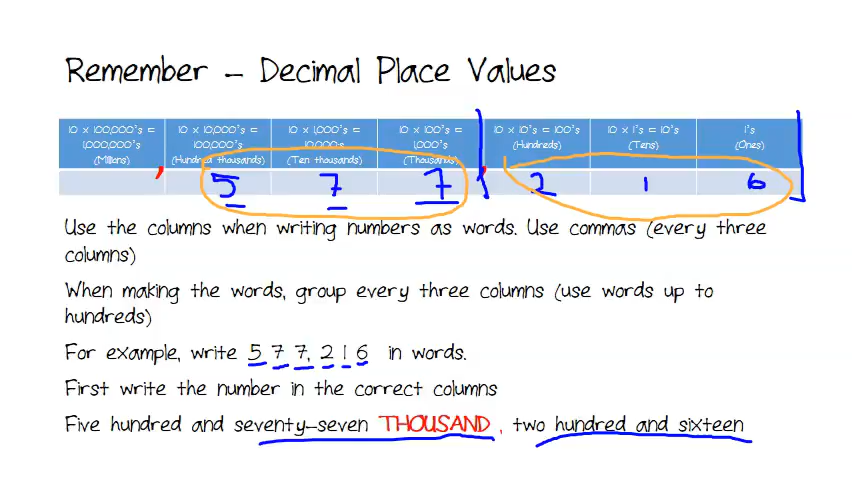 Remember – Decimal Place Values
10 x 100,000's = 10 x 10,000's = 10 x 1,000's = 10 x 100's = 10 x 10's = 100's 10 x 1's = 10's 1's
1,000,000's 100,000's 10,000's 1,000's (Hundreds) (Tens) (Ones)
(Millions) (Hundred thousands) (Ten thousands) (Thousands)
, 5 7 7 , 2 1 6
Use the columns when writing numbers as words. Use commas (every three
columns)
When making the words, group every three columns (use words up to
hundreds)
For example, write 5 7 7, 2 1 6 in words.
First write the number in the correct columns
Five hundred and seventy-seven THOUSAND , two hundred and sixteen